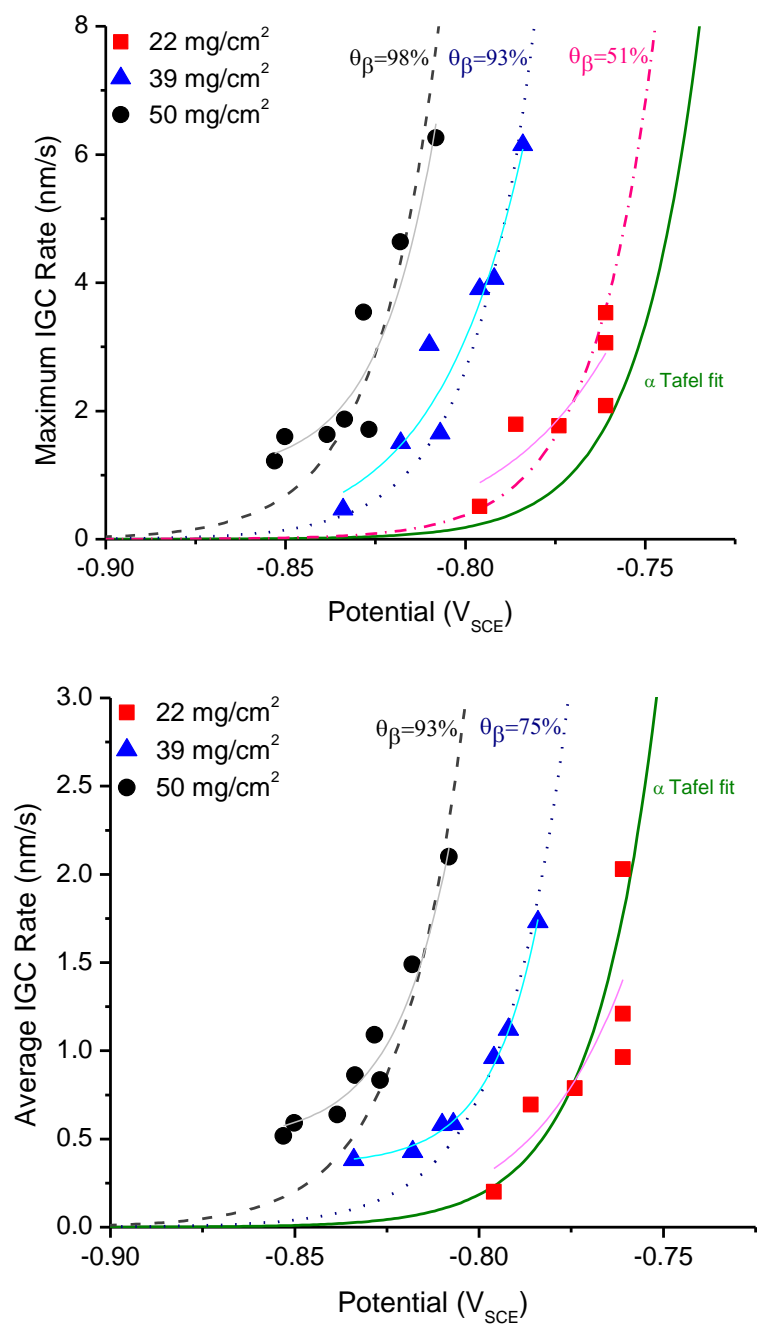 8
22 mg/cm²
39 mg/cm²
50 mg/cm²
θβ=98%
θβ=93%
θβ=51%
6
Maximum IGC Rate (nm/s)
4
α Tafel fit
2
0
-0.90 -0.85 -0.80 -0.75
Potential (V_SCE)
3.0
22 mg/cm²
39 mg/cm²
50 mg/cm²
θβ=93%
θβ=75%
2.5
α Tafel fit
2.0
Average IGC Rate (nm/s)
1.5
1.0
0.5
0.0
-0.90 -0.85 -0.80 -0.75
Potential (V_SCE)